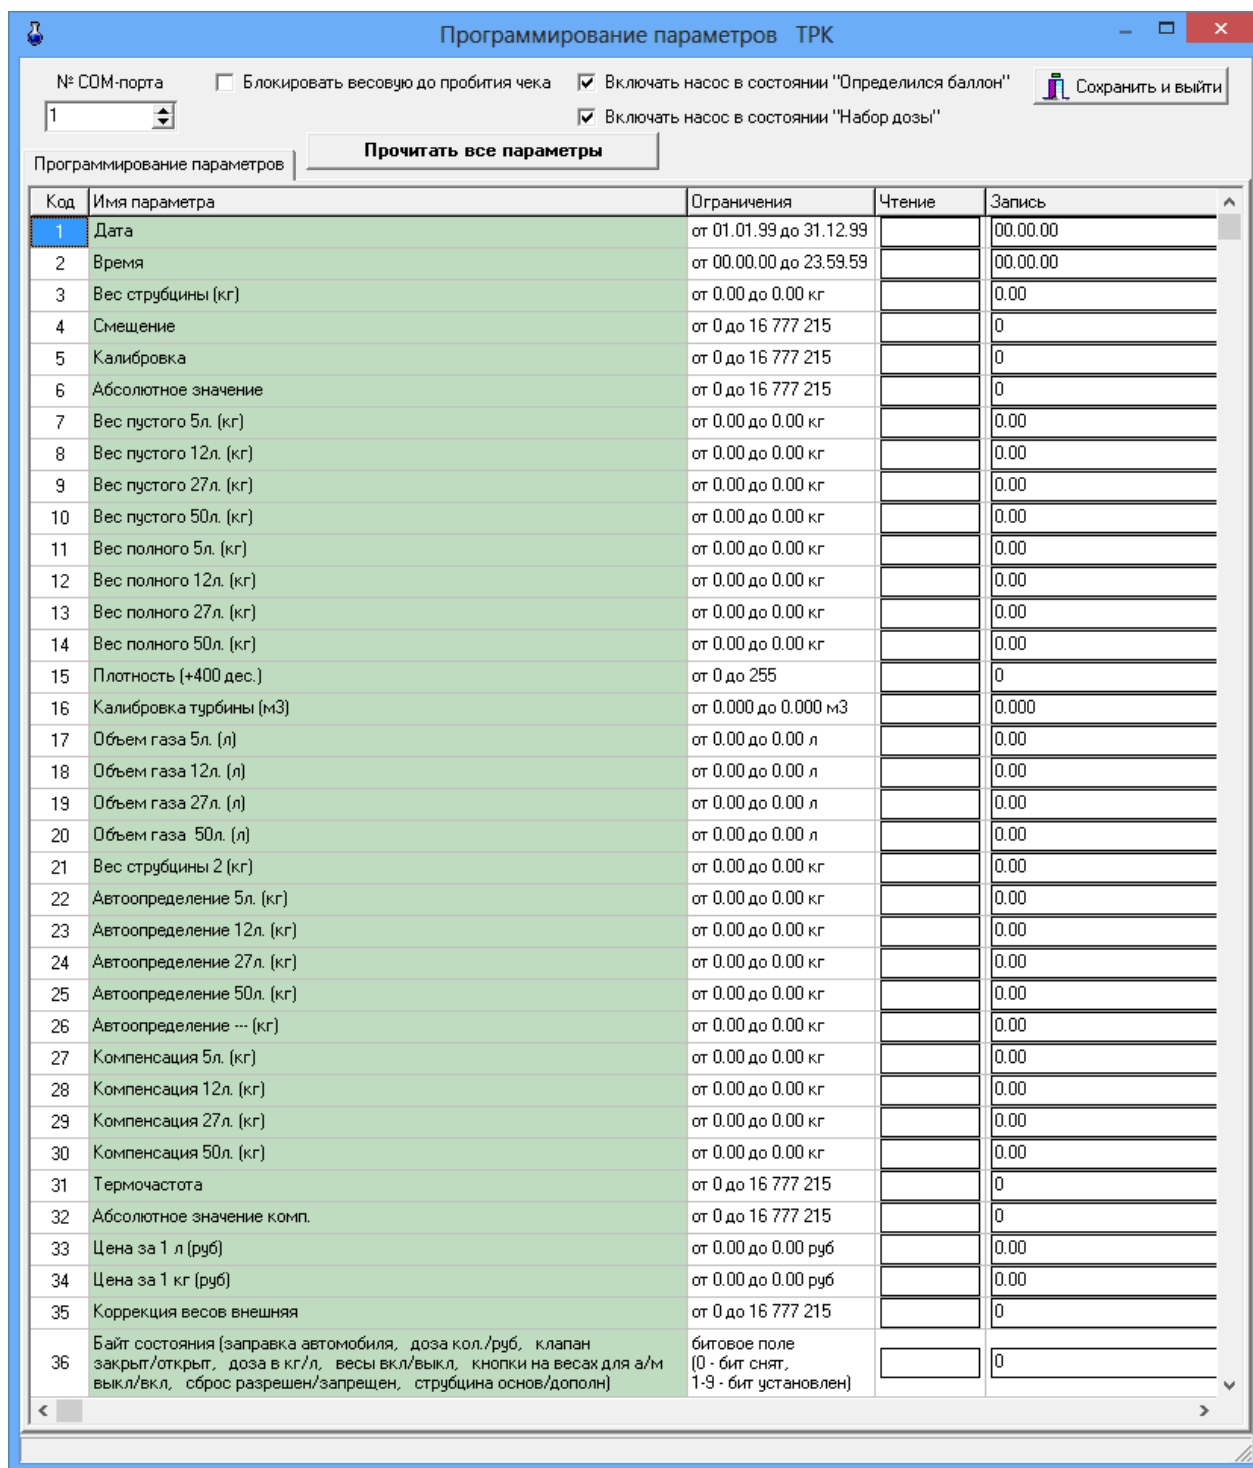 Программирование параметров ТРК
№ COM-порта
Блокировать весовую до пробития чека
Включать насос в состоянии "Определился баллон"
Сохранить и выйти
1
Включать насос в состоянии "Набор дозы"
Прочитать все параметры
Программирование параметров
Код Имя параметра Ограничения Чтение Запись
1 Дата от 01.01.99 до 31.12.99 00.00.00
2 Время от 00.00.00 до 23.59.59 00.00.00
3 Вес струбцины (кг) от 0.00 до 0.00 кг 0.00
4 Смещение от 0 до 16 777 215 0
5 Калибровка от 0 до 16 777 215 0
6 Абсолютное значение от 0 до 16 777 215 0
7 Вес пустого 5л. (кг) от 0.00 до 0.00 кг 0.00
8 Вес пустого 12л. (кг) от 0.00 до 0.00 кг 0.00
9 Вес пустого 27л. (кг) от 0.00 до 0.00 кг 0.00
10 Вес пустого 50л. (кг) от 0.00 до 0.00 кг 0.00
11 Вес полного 5л. (кг) от 0.00 до 0.00 кг 0.00
12 Вес полного 12л. (кг) от 0.00 до 0.00 кг 0.00
13 Вес полного 27л. (кг) от 0.00 до 0.00 кг 0.00
14 Вес полного 50л. (кг) от 0.00 до 0.00 кг 0.00
15 Плотность (+400 дес.) от 0 до 255 0
16 Калибровка турбины (м3) от 0.000 до 0.000 м3 0.000
17 Объем газа 5л. (л) от 0.00 до 0.00 л 0.00
18 Объем газа 12л. (л) от 0.00 до 0.00 л 0.00
19 Объем газа 27л. (л) от 0.00 до 0.00 л 0.00
20 Объем газа 50л. (л) от 0.00 до 0.00 л 0.00
21 Вес струбцины 2 (кг) от 0.00 до 0.00 кг 0.00
22 Автоопределение 5л. (кг) от 0.00 до 0.00 кг 0.00
23 Автоопределение 12л. (кг) от 0.00 до 0.00 кг 0.00
24 Автоопределение 27л. (кг) от 0.00 до 0.00 кг 0.00
25 Автоопределение 50л. (кг) от 0.00 до 0.00 кг 0.00
26 Автоопределение --- (кг) от 0.00 до 0.00 кг 0.00
27 Компенсация 5л. (кг) от 0.00 до 0.00 кг 0.00
28 Компенсация 12л. (кг) от 0.00 до 0.00 кг 0.00
29 Компенсация 27л. (кг) от 0.00 до 0.00 кг 0.00
30 Компенсация 50л. (кг) от 0.00 до 0.00 кг 0.00
31 Термочастота от 0 до 16 777 215 0
32 Абсолютное значение комп. от 0 до 16 777 215 0
33 Цена за 1 л (руб) от 0.00 до 0.00 руб 0.00
34 Цена за 1 кг (руб) от 0.00 до 0.00 руб 0.00
35 Коррекция весов внешняя от 0 до 16 777 215 0
36 Байт состояния (заправка автомобиля, доза кол./руб, клапан
закрыт/открыт, доза в кг/л, весы вкл/выкл, кнопки на весах для а/м
выкл/вкл, сброс разрешен/запрещен, струбцина основ/дополн)
битовое поле
(0 - бит снят,
1-9 - бит установлен)
0